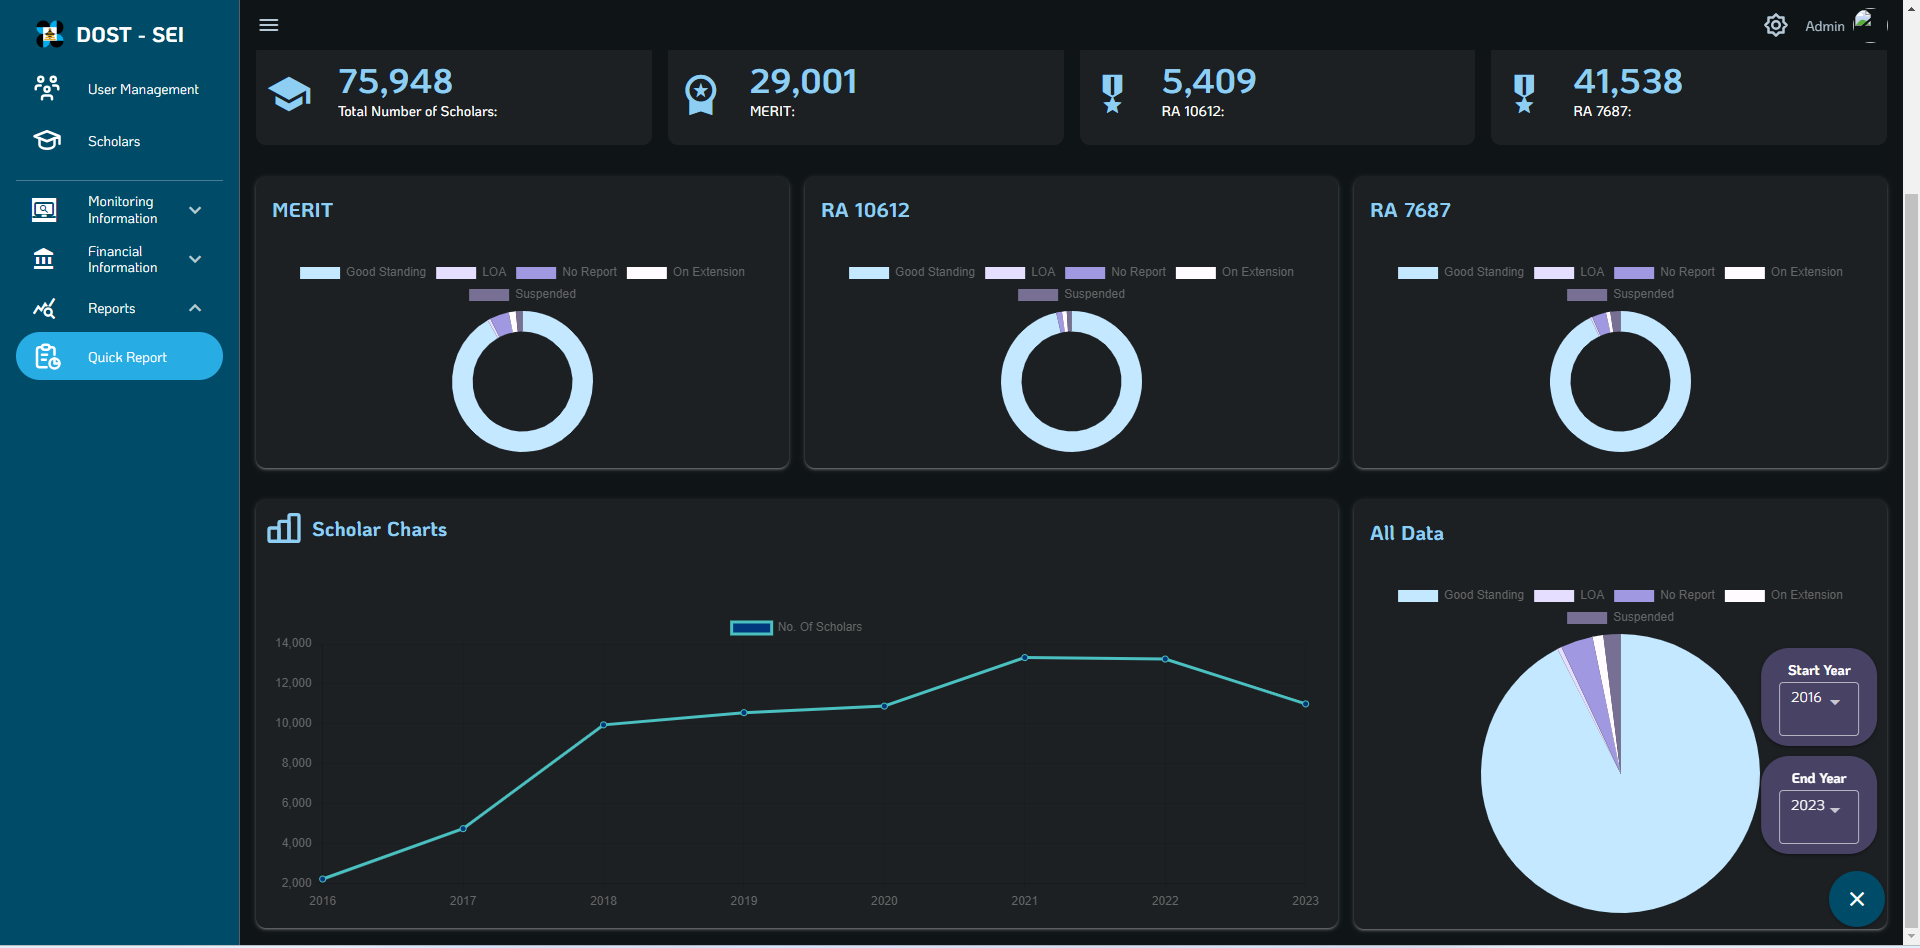 DOST - SEI
User Management
Scholars
Monitoring
Information
Financial
Information
Reports
Quick Report
Admin
75,948
Total Number of Scholars:
29,001
MERIT:
5,409
RA 10612:
41,538
RA 7687:
MERIT
Good Standing LOA No Report On Extension
Suspended
RA 10612
Good Standing LOA No Report On Extension
Suspended
RA 7687
Good Standing LOA No Report On Extension
Suspended
Scholar Charts
No. Of Scholars
14,000
12,000
10,000
8,000
6,000
4,000
2,000
2016 2017 2018 2019 2020 2021 2022 2023
All Data
Good Standing LOA No Report On Extension
Suspended
Start Year
2016
End Year
2023